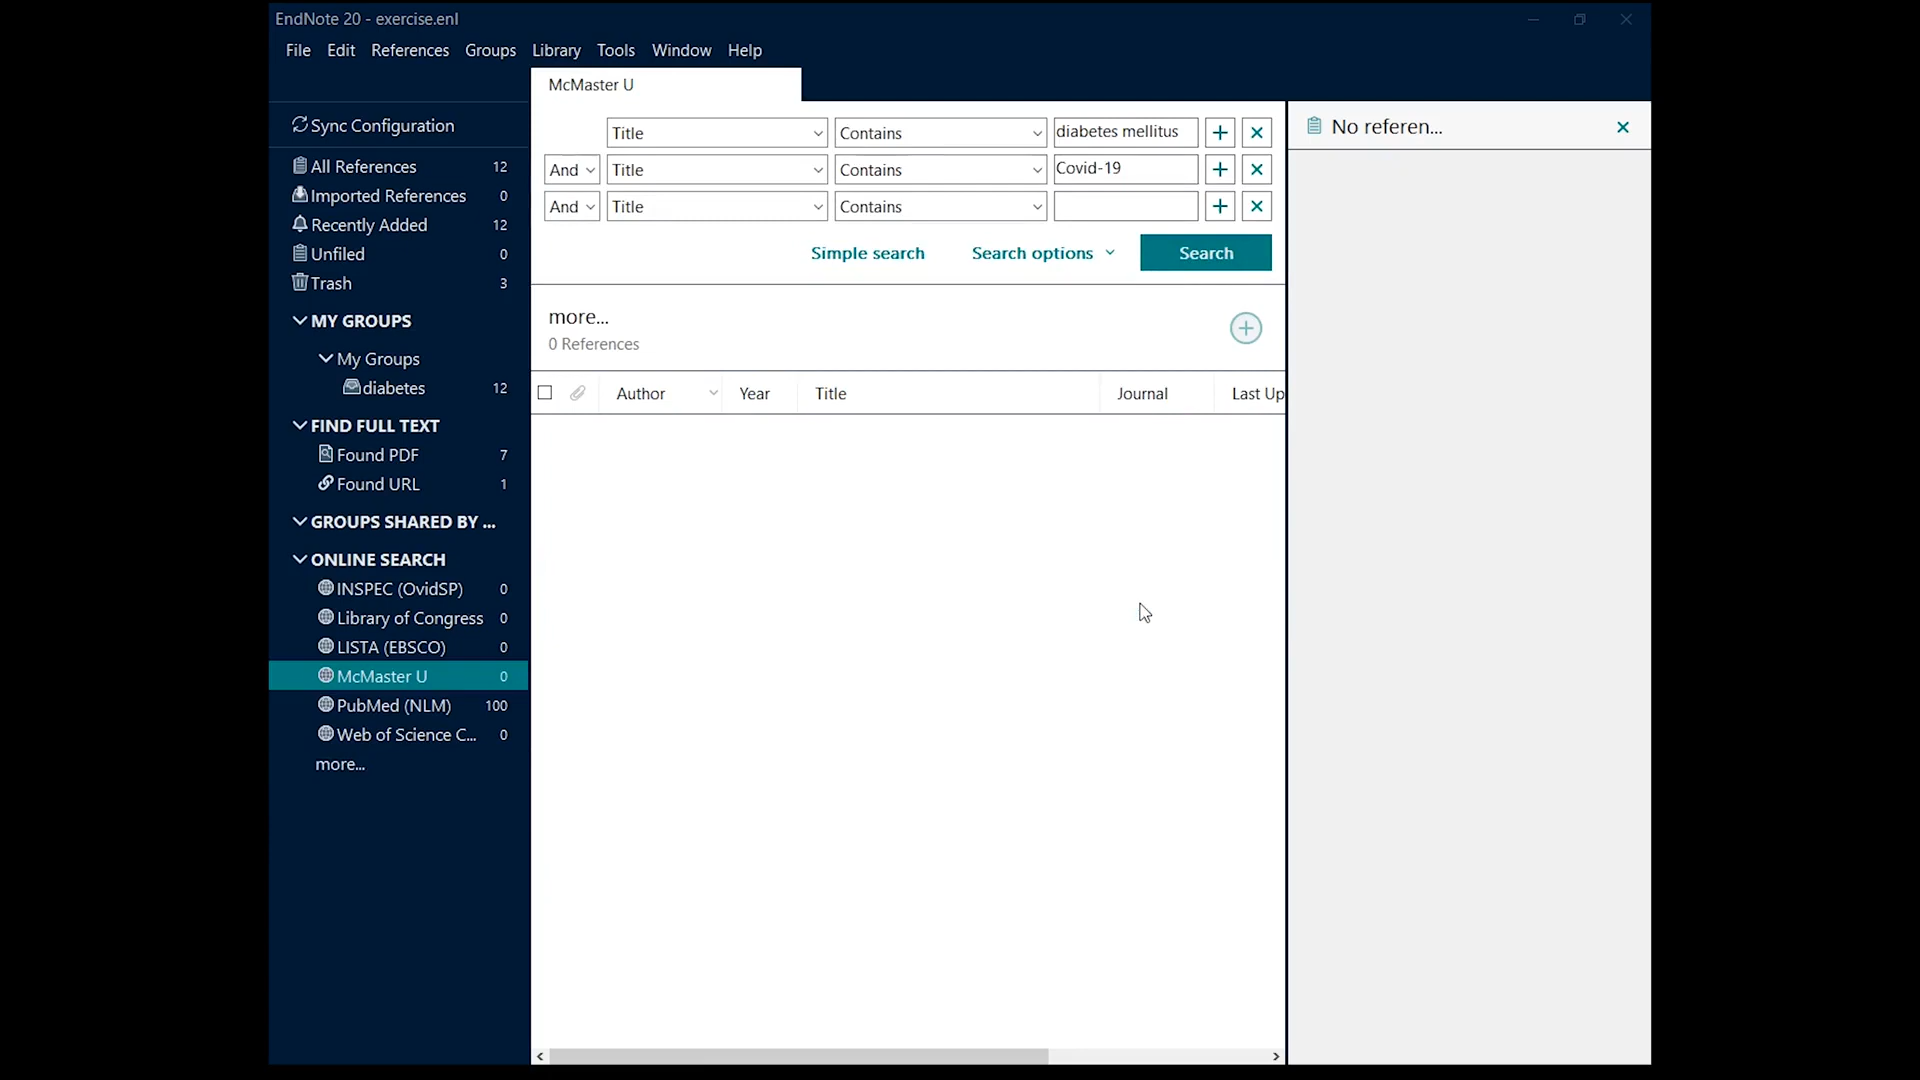 EndNote 20 - exercise.enl
File Edit References Groups Library Tools Window Help
McMaster U
Sync Configuration
All References 12
Imported References 0
Recently Added 12
Unfiled 0
Trash 3
MY GROUPS
My Groups
diabetes 12
FIND FULL TEXT
Found PDF 7
Found URL 1
GROUPS SHARED BY ...
ONLINE SEARCH
INSPEC (OvidSP) 0
Library of Congress 0
LISTA (EBSCO) 0
McMaster U 0
PubMed (NLM) 100
Web of Science C... 0
more...
Title Contains diabetes mellitus
And Title Contains Covid-19
And Title Contains
Simple search Search options Search
more...
0 References
Author Year Title Journal Last Up
No referen...